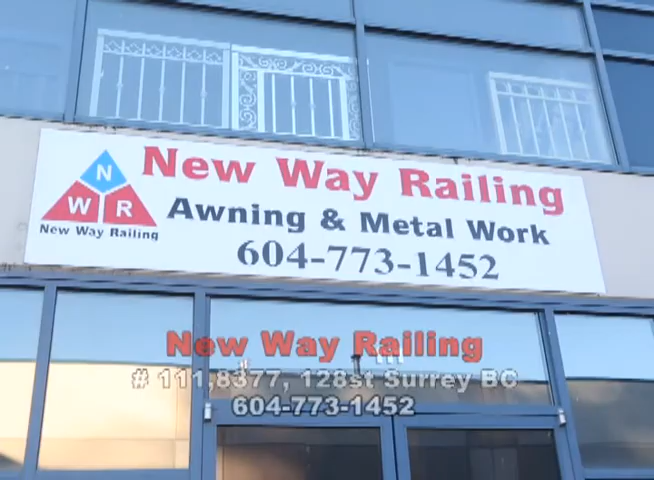 New Way Railing
Awning & Metal Work
604-773-1452
N
W R
New Way Railing
New Way Railing
# 111,8377, 128st Surrey BC
604-773-1452